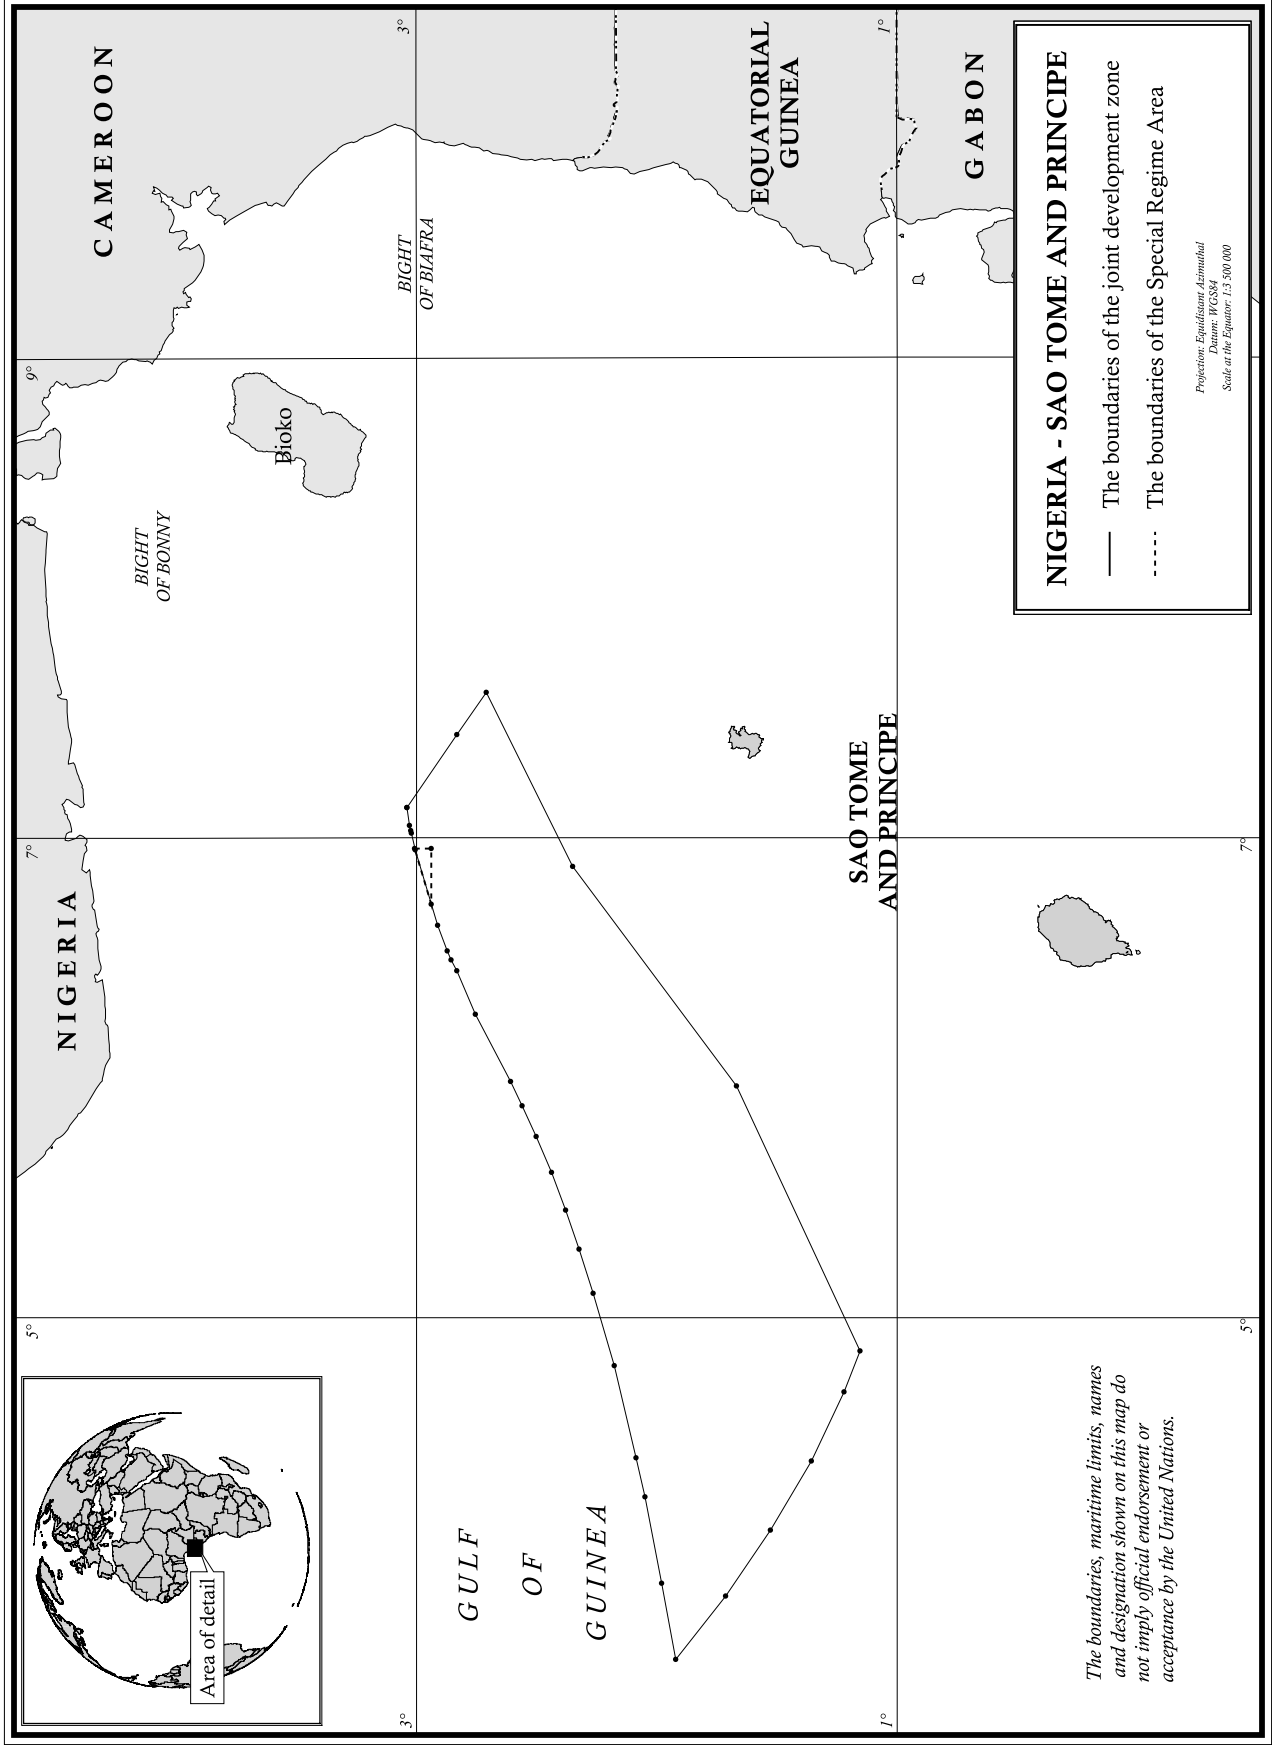 5°
7°
9°
NIGERIA
CAMEROON
BIGHT
OF BONNY
Bioko
BIGHT
OF BIAFRA
3°
3°
GULF
OF
GUINEA
EQUATORIAL
GUINEA
SAO TOME
AND PRINCIPE
1°
1°
GABON
Area of detail
NIGERIA - SAO TOME AND PRINCIPE
The boundaries of the joint development zone
The boundaries of the Special Regime Area
Projection: Equidistant Azimuthal
Datum: WGS84
Scale at the Equator: 1:3 500 000
The boundaries, maritime limits, names
and designation shown on this map do
not imply official endorsement or
acceptance by the United Nations.
5°
7°